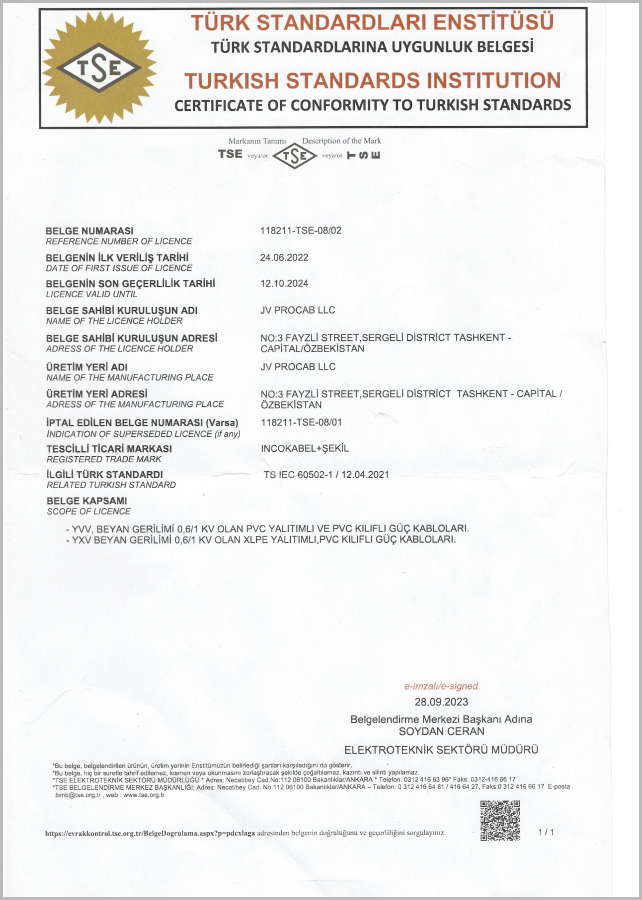 TSE
TÜRK STANDARDLARI ENSTİTÜSÜ
TÜRK STANDARDLARINA UYGUNLUK BELGESİ
TURKISH STANDARDS INSTITUTION
CERTIFICATE OF CONFORMITY TO TURKISH STANDARDS
Markanın Tanımı Description of the Mark
TSE veya/or TSE veya/or TSE
BELGE NUMARASI 118211-TSE-08/02
REFERENCE NUMBER OF LICENCE
BELGENİN İLK VERİLİŞ TARİHİ 24.06.2022
DATE OF FIRST ISSUE OF LICENCE
BELGENİN SON GEÇERLİLİK TARİHİ 12.10.2024
LICENCE VALID UNTIL
BELGE SAHİBİ KURULUŞUN ADI JV PROCAB LLC
NAME OF THE LICENCE HOLDER
BELGE SAHİBİ KURULUŞUN ADRESİ NO:3 FAYZLİ STREET,SERGELİ DİSTRİCT TASHKENT -
ADRESS OF THE LICENCE HOLDER CAPİTAL/ÖZBEKİSTAN
ÜRETİM YERİ ADI JV PROCAB LLC
NAME OF THE MANUFACTURING PLACE
ÜRETİM YERİ ADRESİ NO:3 FAYZLİ STREET,SERGELİ DİSTRİCT TASHKENT - CAPİTAL /
ADRESS OF THE MANUFACTURING PLACE ÖZBEKİSTAN
İPTAL EDİLEN BELGE NUMARASI (Varsa) 118211-TSE-08/01
INDICATION OF SUPERSEDED LICENCE (if any)
TESCİLLİ TİCARİ MARKASI INCOKABEL+ŞEKİL
REGISTERED TRADE MARK
İLGİLİ TÜRK STANDARDI TS IEC 60502-1 / 12.04.2021
RELATED TURKISH STANDARD
BELGE KAPSAMI
SCOPE OF LICENCE
- YVV, BEYAN GERİLİMİ 0,6/1 KV OLAN PVC YALITIMLI VE PVC KILIFLI GÜÇ KABLOLARI.
- YXV BEYAN GERİLİMİ 0,6/1 KV OLAN XLPE YALITIMLI,PVC KILIFLI GÜÇ KABLOLARI.
e-imzalı/e-signed
28.09.2023
Belgelendirme Merkezi Başkanı Adına
SOYDAN CERAN
ELEKTROTEKNİK SEKTÖRÜ MÜDÜRÜ
*Bu belge, belgelendirilen ürünün, üretim yerinin Enstitümüzün belirlediği şartları karşıladığını da gösterir.
*Bu belge, hiç bir suretle tahrif edilemez, kısmen veya okunmasını zorlaştıracak şekilde çoğaltılamaz, kazıntı ve silinti yapılamaz.
*TSE ELEKTROTEKNİK SEKTÖRÜ MÜDÜRLÜĞÜ * Adres: Necatibey Cad.No:112 06100 Bakanlıklar/ANKARA * Telefon: 0312 416 63 96* Faks: 0312-416 66 17
*TSE BELGELENDİRME MERKEZ BAŞKANLIĞI; Adres: Necatibey Cad. No:112 06100 Bakanlıklar/ANKARA – Telefon: 0 312 416 64 81 / 416 64 27, Faks:0 312 416 66 17 E-posta
:bmb@tse.org.tr , web : www.tse.org.tr
https://evrakkontrol.tse.org.tr/BelgeDogrulama.aspx?p=pdcxlaga adresinden belgenin doğruluğunu ve geçerliliğini sorgulayınız.
1 / 1